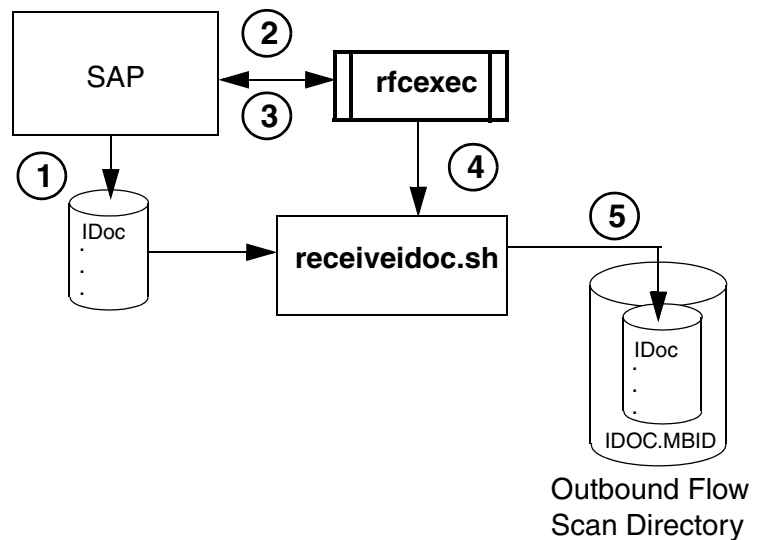 2
SAP
rfcexec
3
1
4
IDoc
.
.
.
receiveidoc.sh
5
IDoc
.
.
.
IDOC.MBID
Outbound Flow
Scan Directory